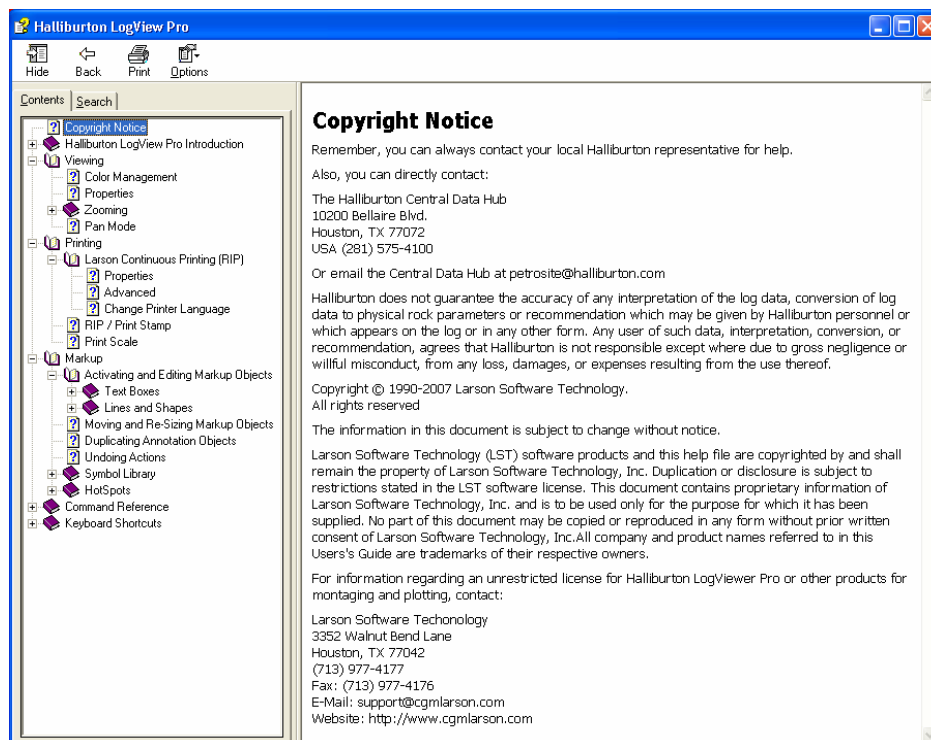 Halliburton LogView Pro
Hide Back Print Options
Contents Search
Copyright Notice
Halliburton LogView Pro Introduction
Viewing
Color Management
Properties
Zooming
Pan Mode
Printing
Larson Continuous Printing (RIP)
Properties
Advanced
Change Printer Language
RIP / Print Stamp
Print Scale
Markup
Activating and Editing Markup Objects
Text Boxes
Lines and Shapes
Moving and Re-Sizing Markup Objects
Duplicating Annotation Objects
Undoing Actions
Symbol Library
HotSpots
Command Reference
Keyboard Shortcuts
Copyright Notice
Remember, you can always contact your local Halliburton representative for help.
Also, you can directly contact:
The Halliburton Central Data Hub
10200 Bellaire Blvd.
Houston, TX 77072
USA (281) 575-4100
Or email the Central Data Hub at petrosite@halliburton.com
Halliburton does not guarantee the accuracy of any interpretation of the log data, conversion of log
data to physical rock parameters or recommendation which may be given by Halliburton personnel or
which appears on the log or in any other form. Any user of such data, interpretation, conversion, or
recommendation, agrees that Halliburton is not responsible except where due to gross negligence or
willful misconduct, from any loss, damages, or expenses resulting from the use thereof.
Copyright © 1990-2007 Larson Software Technology.
All rights reserved
The information in this document is subject to change without notice.
Larson Software Technology (LST) software products and this help file are copyrighted by and shall
remain the property of Larson Software Technology, Inc. Duplication or disclosure is subject to
restrictions stated in the LST software license. This document contains proprietary information of
Larson Software Technology, Inc. and is to be used only for the purpose for which it has been
supplied. No part of this document may be copied or reproduced in any form without prior written
consent of Larson Software Technology, Inc.All company and product names referred to in this
Users's Guide are trademarks of their respective owners.
For information regarding an unrestricted license for Halliburton LogViewer Pro or other products for
montaging and plotting, contact:
Larson Software Techonology
3352 Walnut Bend Lane
Houston, TX 77042
(713) 977-4177
Fax: (713) 977-4176
E-Mail: support@cgmlarson.com
Website: http://www.cgmlarson.com